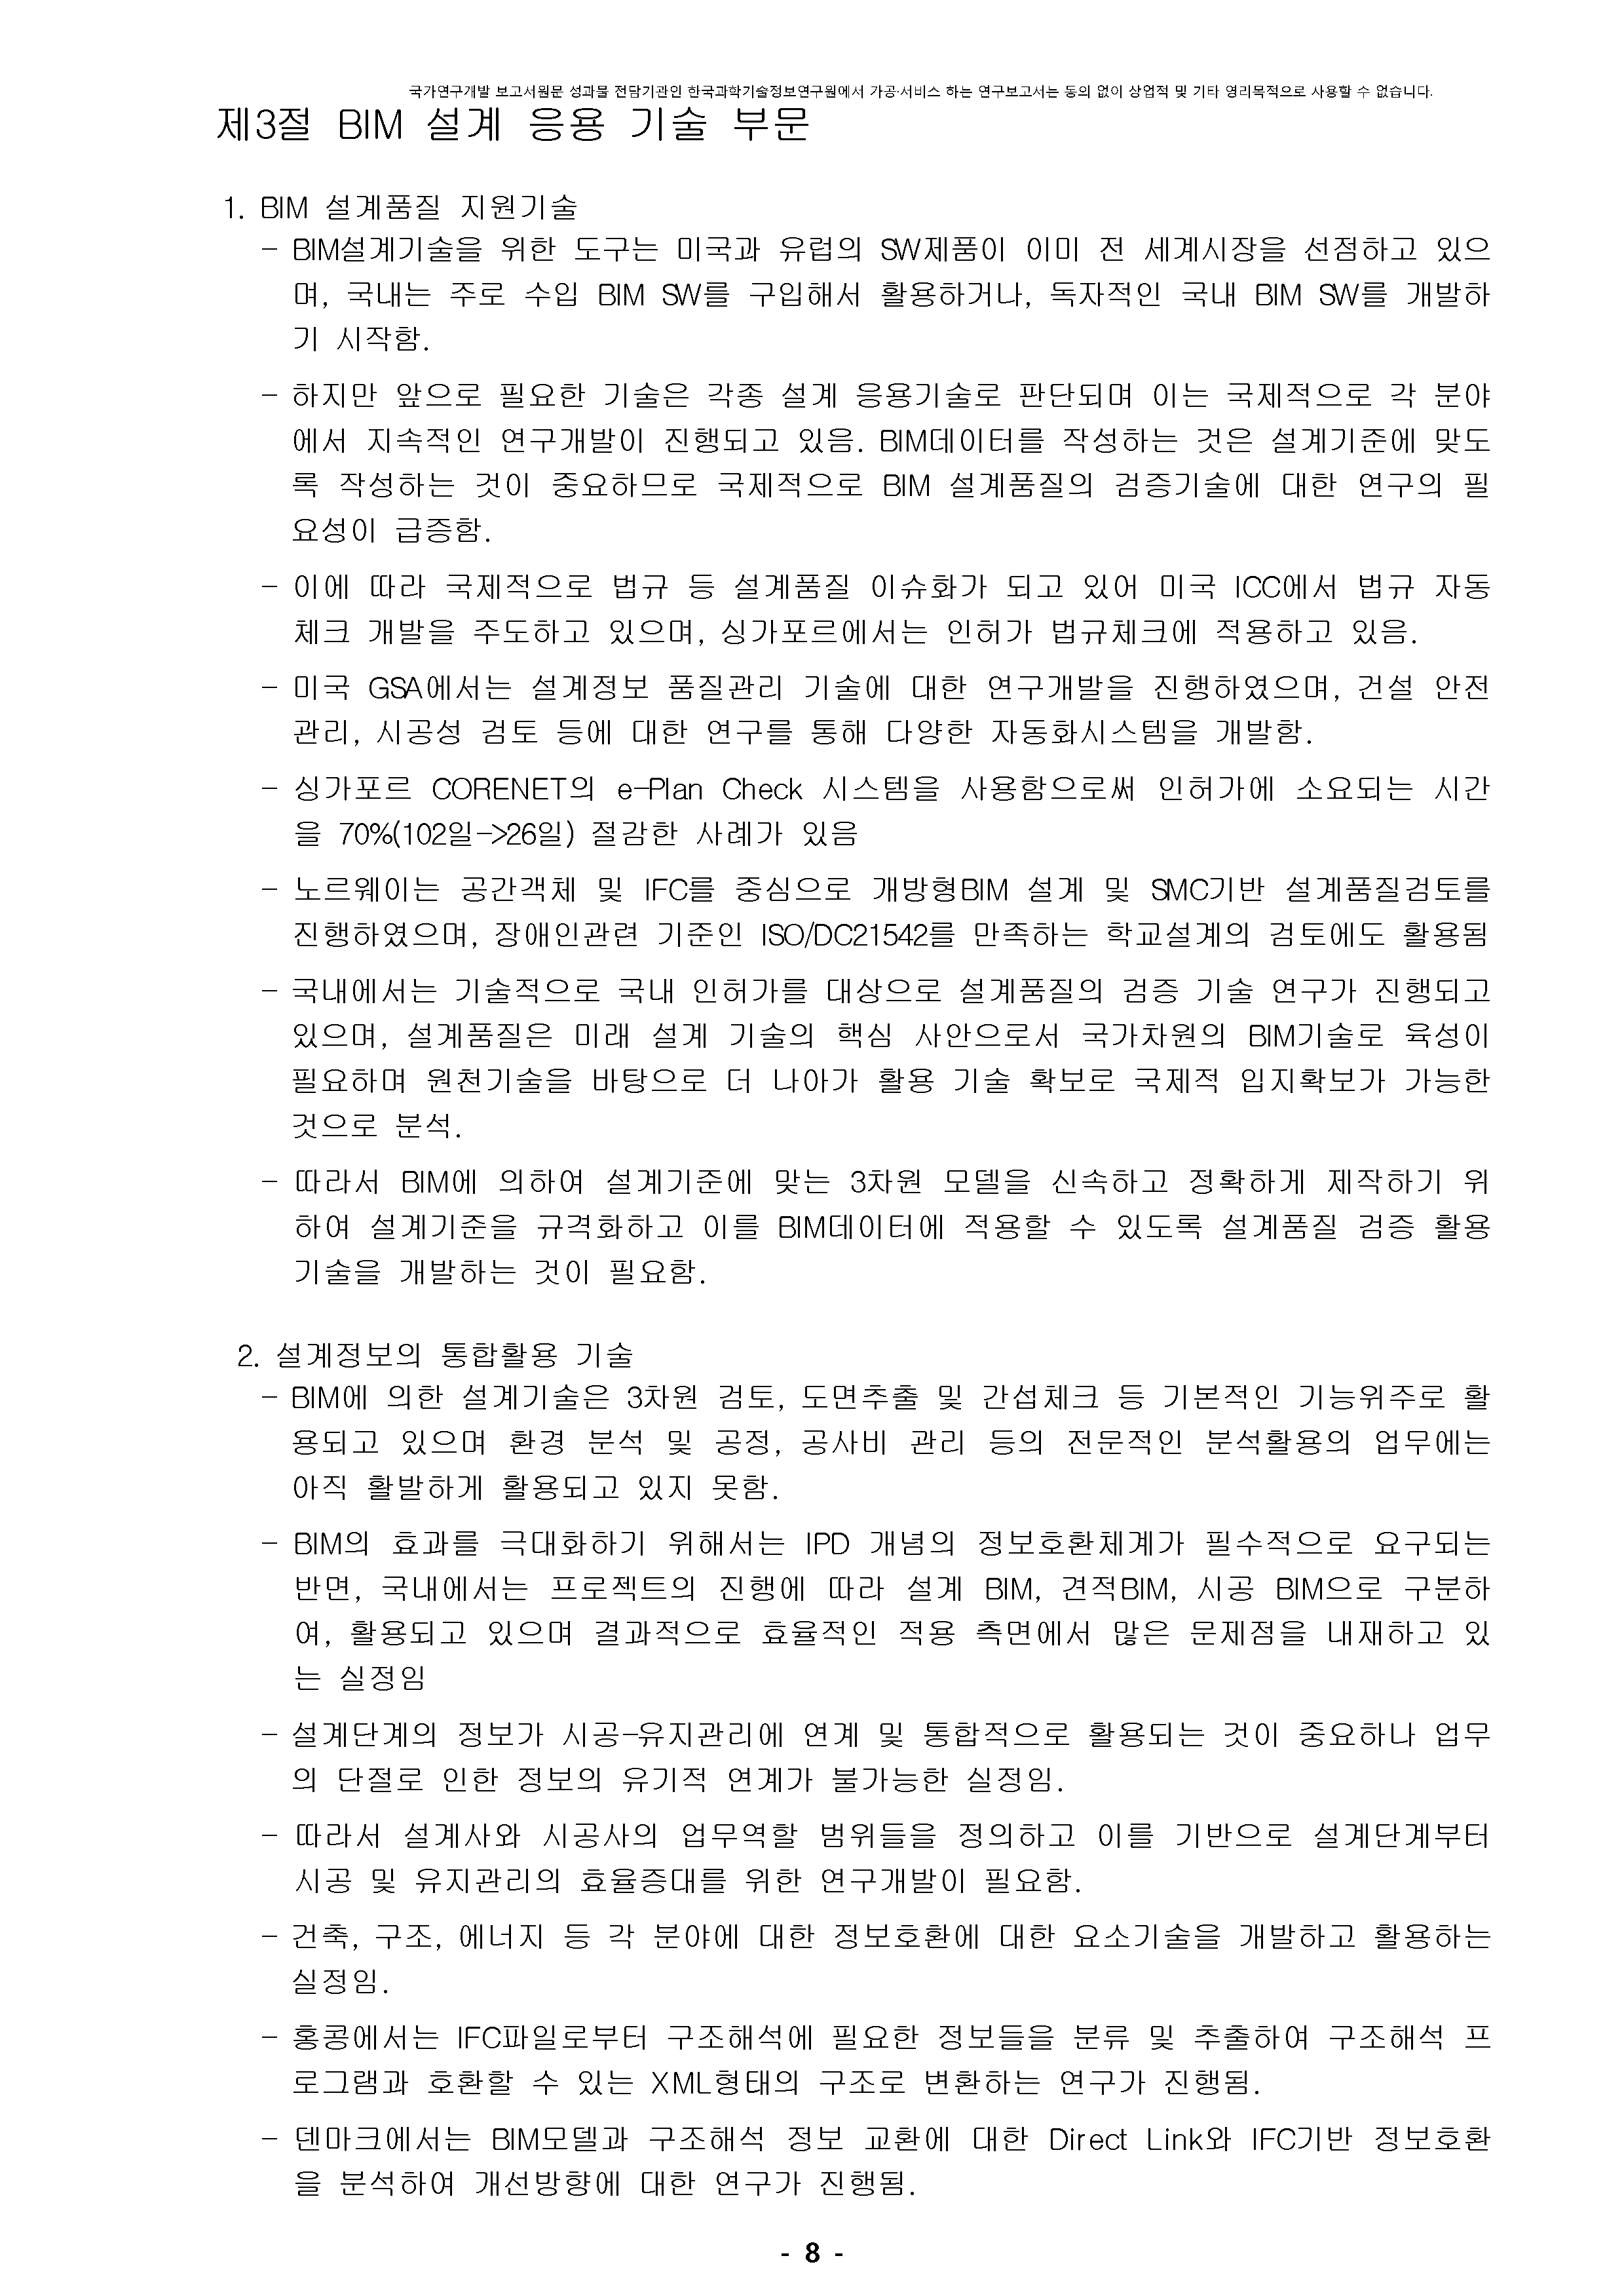 국가연구개발 보고서원문 성과물 전담기관인 한국과학기술정보연구원에서 가공·서비스 하는 연구보고서는 동의 없이 상업적 및 기타 영리목적으로 사용할 수 없습니다.
제3절 BIM 설계 응용 기술 부문
1. BIM 설계품질 지원기술
- BIM설계기술을 위한 도구는 미국과 유럽의 SW제품이 이미 전 세계시장을 선점하고 있으
며, 국내는 주로 수입 BIM SW를 구입해서 활용하거나, 독자적인 국내 BIM SW를 개발하
기 시작함.
- 하지만 앞으로 필요한 기술은 각종 설계 응용기술로 판단되며 이는 국제적으로 각 분야
에서 지속적인 연구개발이 진행되고 있음. BIM데이터를 작성하는 것은 설계기준에 맞도
록 작성하는 것이 중요하므로 국제적으로 BIM 설계품질의 검증기술에 대한 연구의 필
요성이 급증함.
- 이에 따라 국제적으로 법규 등 설계품질 이슈화가 되고 있어 미국 ICC에서 법규 자동
체크 개발을 주도하고 있으며, 싱가포르에서는 인허가 법규체크에 적용하고 있음.
- 미국 GSA에서는 설계정보 품질관리 기술에 대한 연구개발을 진행하였으며, 건설 안전
관리, 시공성 검토 등에 대한 연구를 통해 다양한 자동화시스템을 개발함.
- 싱가포르 CORENET의 e-Plan Check 시스템을 사용함으로써 인허가에 소요되는 시간
을 70%(102일->26일) 절감한 사례가 있음
- 노르웨이는 공간객체 및 IFC를 중심으로 개방형BIM 설계 및 SMC기반 설계품질검토를
진행하였으며, 장애인관련 기준인 ISO/DC21542를 만족하는 학교설계의 검토에도 활용됨
- 국내에서는 기술적으로 국내 인허가를 대상으로 설계품질의 검증 기술 연구가 진행되고
있으며, 설계품질은 미래 설계 기술의 핵심 사안으로서 국가차원의 BIM기술로 육성이
필요하며 원천기술을 바탕으로 더 나아가 활용 기술 확보로 국제적 입지확보가 가능한
것으로 분석.
- 따라서 BIM에 의하여 설계기준에 맞는 3차원 모델을 신속하고 정확하게 제작하기 위
하여 설계기준을 규격화하고 이를 BIM데이터에 적용할 수 있도록 설계품질 검증 활용
기술을 개발하는 것이 필요함.
2. 설계정보의 통합활용 기술
- BIM에 의한 설계기술은 3차원 검토, 도면추출 및 간섭체크 등 기본적인 기능위주로 활
용되고 있으며 환경 분석 및 공정, 공사비 관리 등의 전문적인 분석활용의 업무에는
아직 활발하게 활용되고 있지 못함.
- BIM의 효과를 극대화하기 위해서는 IPD 개념의 정보호환체계가 필수적으로 요구되는
반면, 국내에서는 프로젝트의 진행에 따라 설계 BIM, 견적BIM, 시공 BIM으로 구분하
여, 활용되고 있으며 결과적으로 효율적인 적용 측면에서 많은 문제점을 내재하고 있
는 실정임
- 설계단계의 정보가 시공-유지관리에 연계 및 통합적으로 활용되는 것이 중요하나 업무
의 단절로 인한 정보의 유기적 연계가 불가능한 실정임.
- 따라서 설계사와 시공사의 업무역할 범위들을 정의하고 이를 기반으로 설계단계부터
시공 및 유지관리의 효율증대를 위한 연구개발이 필요함.
- 건축, 구조, 에너지 등 각 분야에 대한 정보호환에 대한 요소기술을 개발하고 활용하는
실정임.
- 홍콩에서는 IFC파일로부터 구조해석에 필요한 정보들을 분류 및 추출하여 구조해석 프
로그램과 호환할 수 있는 XML형태의 구조로 변환하는 연구가 진행됨.
- 덴마크에서는 BIM모델과 구조해석 정보 교환에 대한 Direct Link와 IFC기반 정보호환
을 분석하여 개선방향에 대한 연구가 진행됨.
- 8 -